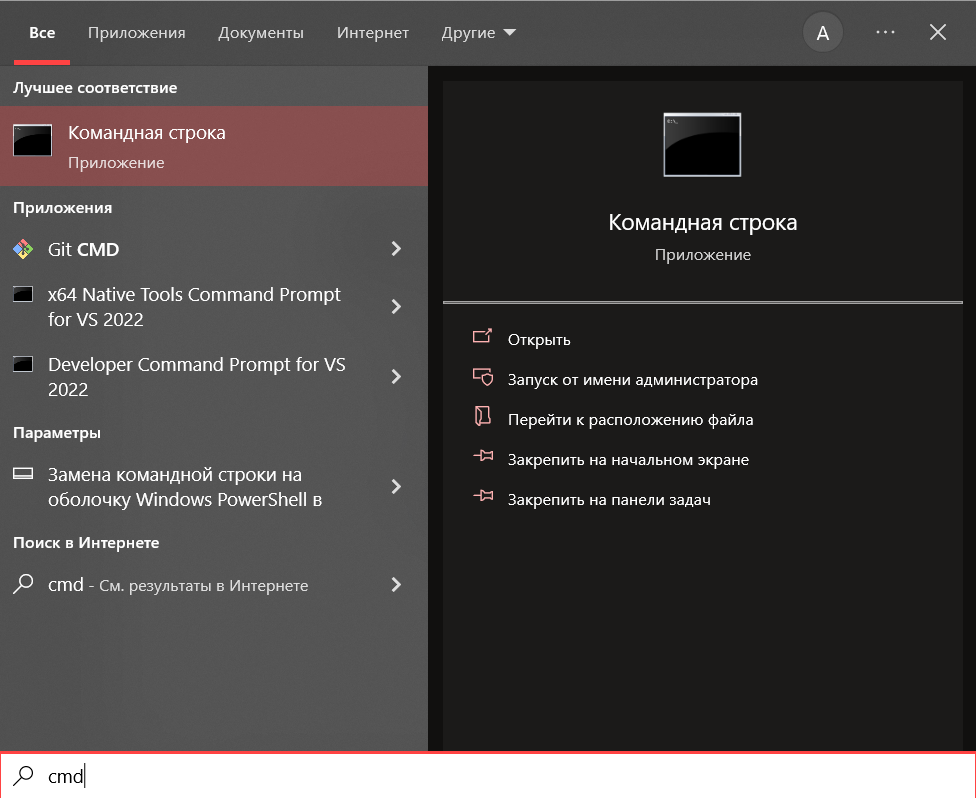 Все Приложения Документы Интернет Другие A
Лучшее соответствие
Командная строка
Приложение
Приложения
Git CMD
x64 Native Tools Command Prompt
for VS 2022
Developer Command Prompt for VS
2022
Параметры
Замена командной строки на
оболочку Windows PowerShell в
Поиск в Интернете
cmd - См. результаты в Интернете
Командная строка
Приложение
Открыть
Запуск от имени администратора
Перейти к расположению файла
Закрепить на начальном экране
Закрепить на панели задач
cmd